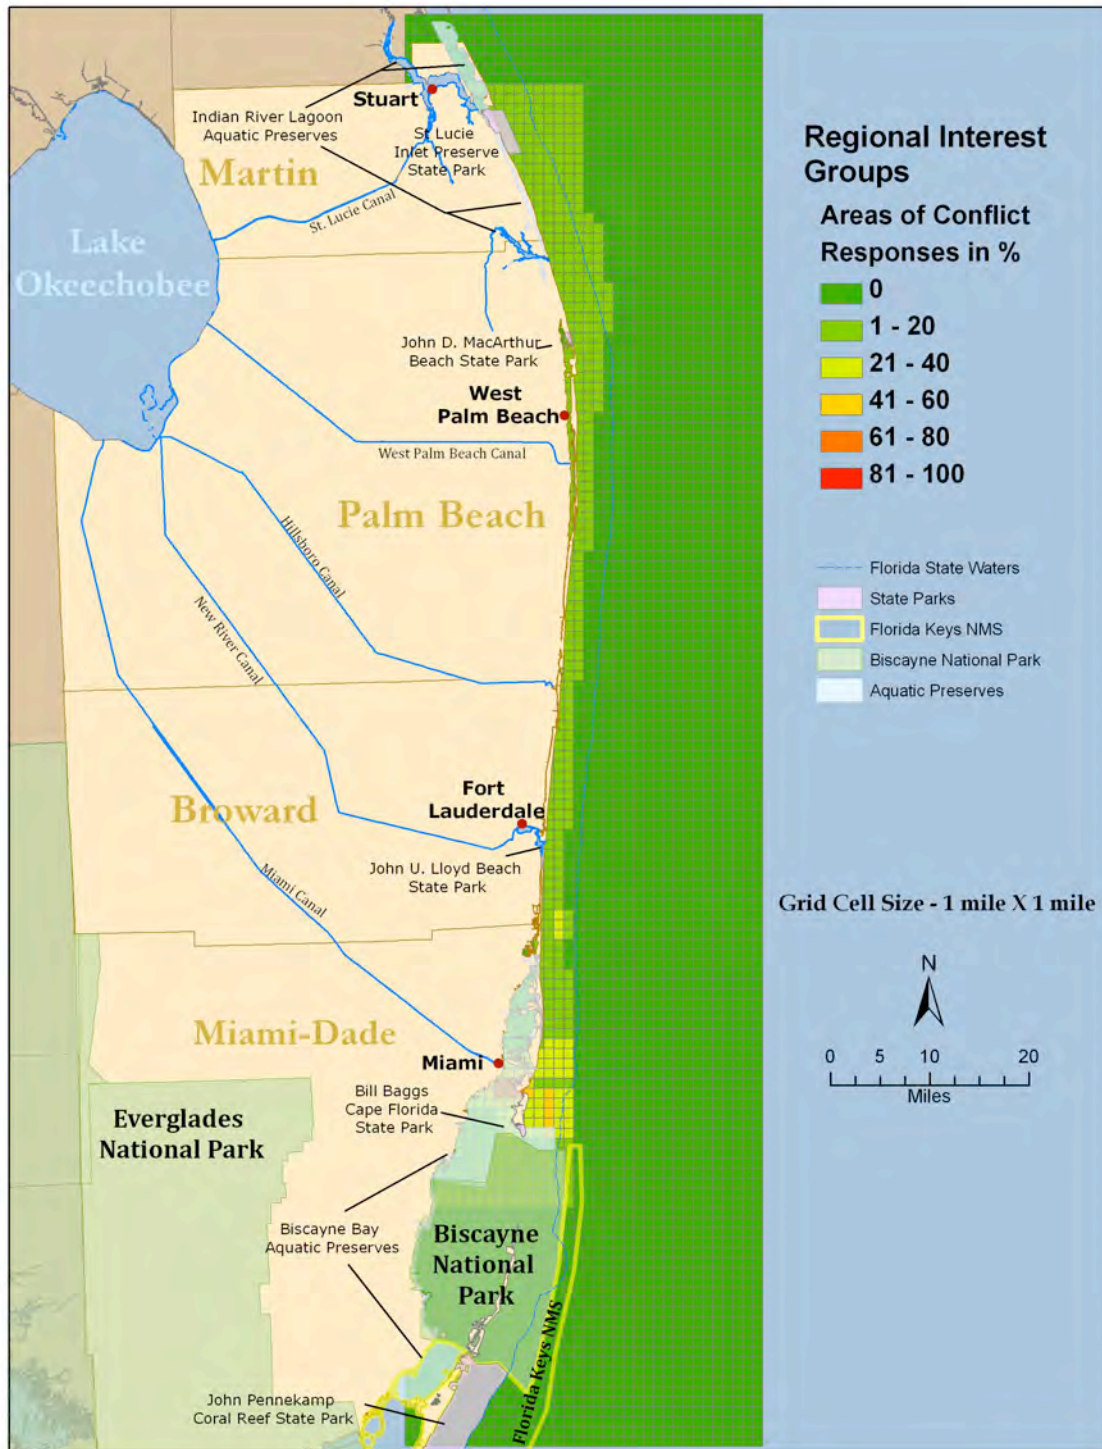 Stuart
Indian River Lagoon
Aquatic Preserves
St Lucie
Inlet Preserve
State Park
Martin
St. Lucie Canal
Lake
Okeechobee
John D. MacArthur
Beach State Park
West
Palm Beach
West Palm Beach Canal
Palm Beach
Hillsboro Canal
New River Canal
Broward
Fort
Lauderdale
John U. Lloyd Beach
State Park
Miami Canal
Miami-Dade
Miami
Bill Baggs
Cape Florida
State Park
Everglades
National Park
Biscayne Bay
Aquatic Preserves
Biscayne
National
Park
Florida Keys NMS
John Pennekamp
Coral Reef State Park
Regional Interest
Groups
Areas of Conflict
Responses in %
0
1 - 20
21 - 40
41 - 60
61 - 80
81 - 100
Florida State Waters
State Parks
Florida Keys NMS
Biscayne National Park
Aquatic Preserves
Grid Cell Size - 1 mile X 1 mile
N
0 5 10 20
Miles